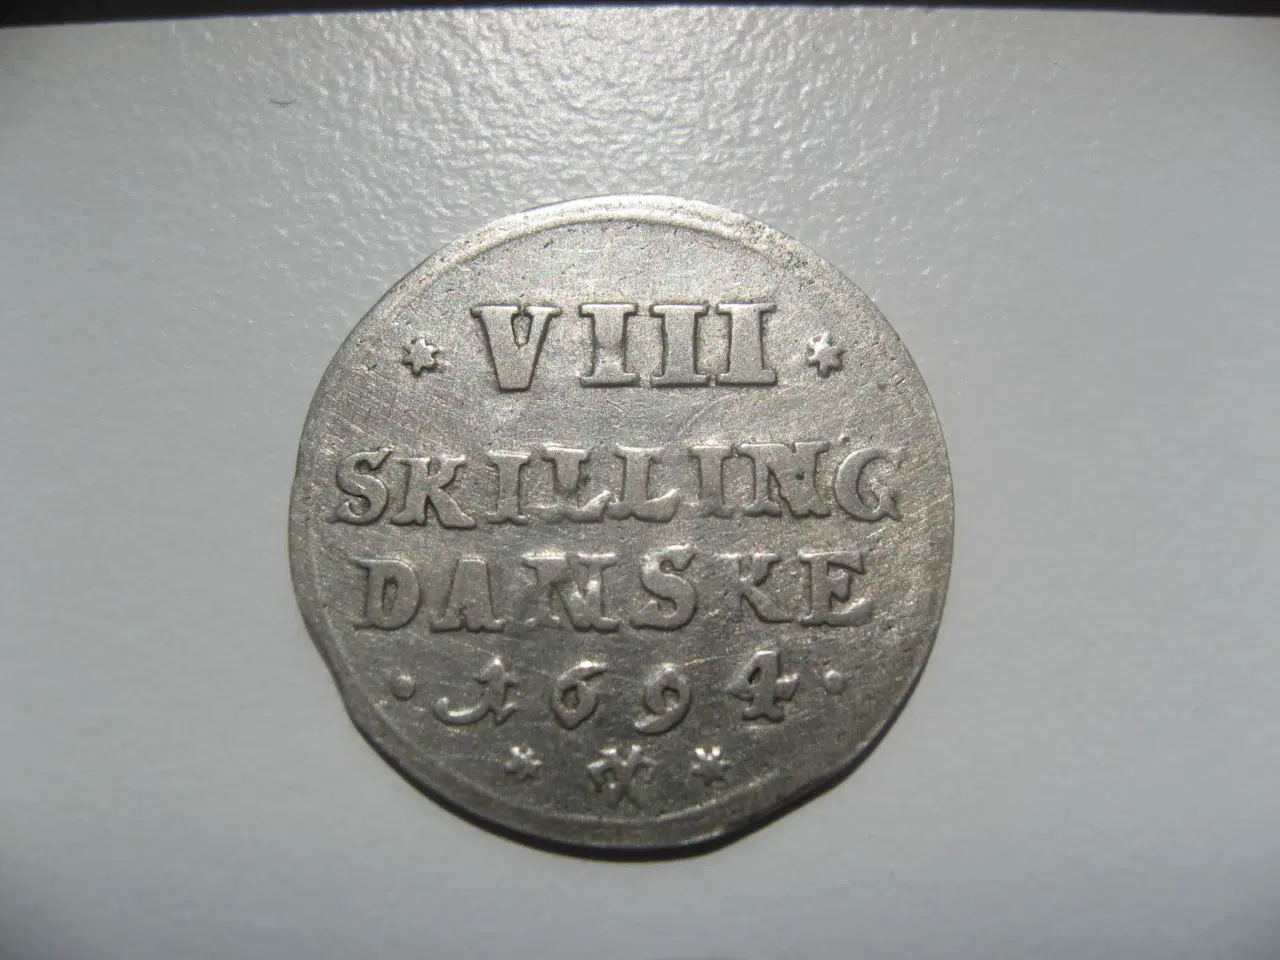 * VIII *
SKILLING
DANSKE
· 1694 ·